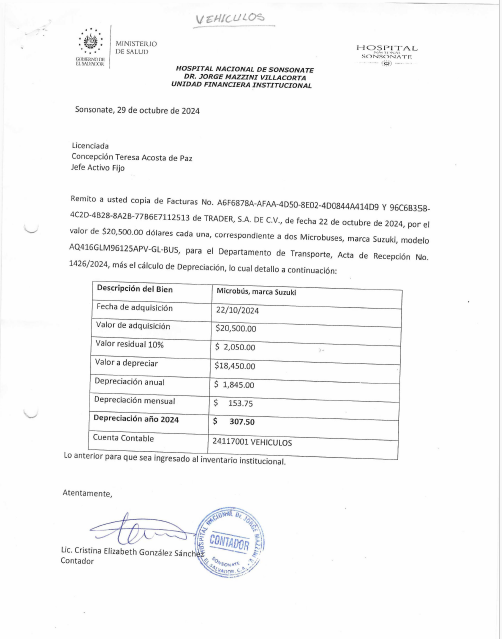 VEHICULOS
MINISTERIO
DE SALUD
GOBIERNO DE
EL SALVADOR
HOSPITAL
SONSONATE
HOSPITAL NACIONAL DE SONSONATE
DR. JORGE MAZZINI VILLACORTA
UNIDAD FINANCIERA INSTITUCIONAL
Sonsonate, 29 de octubre de 2024
Licenciada
Concepción Teresa Acosta de Paz
Jefe Activo Fijo
Remito a usted copia de Facturas No. A6F6878A-AFAA-4D50-8E02-4D0844A414D9 Y 96C6B358-
4C2D-4B28-8A2B-77B6E7112513 de TRADER, S.A. DE C.V., de fecha 22 de octubre de 2024, por el
valor de $20,500.00 dólares cada una, correspondiente a dos Microbuses, marca Suzuki, modelo
AQ416GLM96125APV-GL-BUS, para el Departamento de Transporte, Acta de Recepción No.
1426/2024, más el cálculo de Depreciación, lo cual detallo a continuación:
Descripción del Bien Microbús, marca Suzuki
Fecha de adquisición 22/10/2024
Valor de adquisición $20,500.00
Valor residual 10% $ 2,050.00
Valor a depreciar $18,450.00
Depreciación anual $ 1,845.00
Depreciación mensual $ 153.75
Depreciación año 2024 $ 307.50
Cuenta Contable 24117001 VEHICULOS
Lo anterior para que sea ingresado al inventario institucional.
Atentamente,
Lic. Cristina Elizabeth González Sánchez
Contador
HOSPITAL NACIONAL Dr. JORGE MAZZINI
CONTADOR
SONSONATE
EL SALVADOR, C.A.